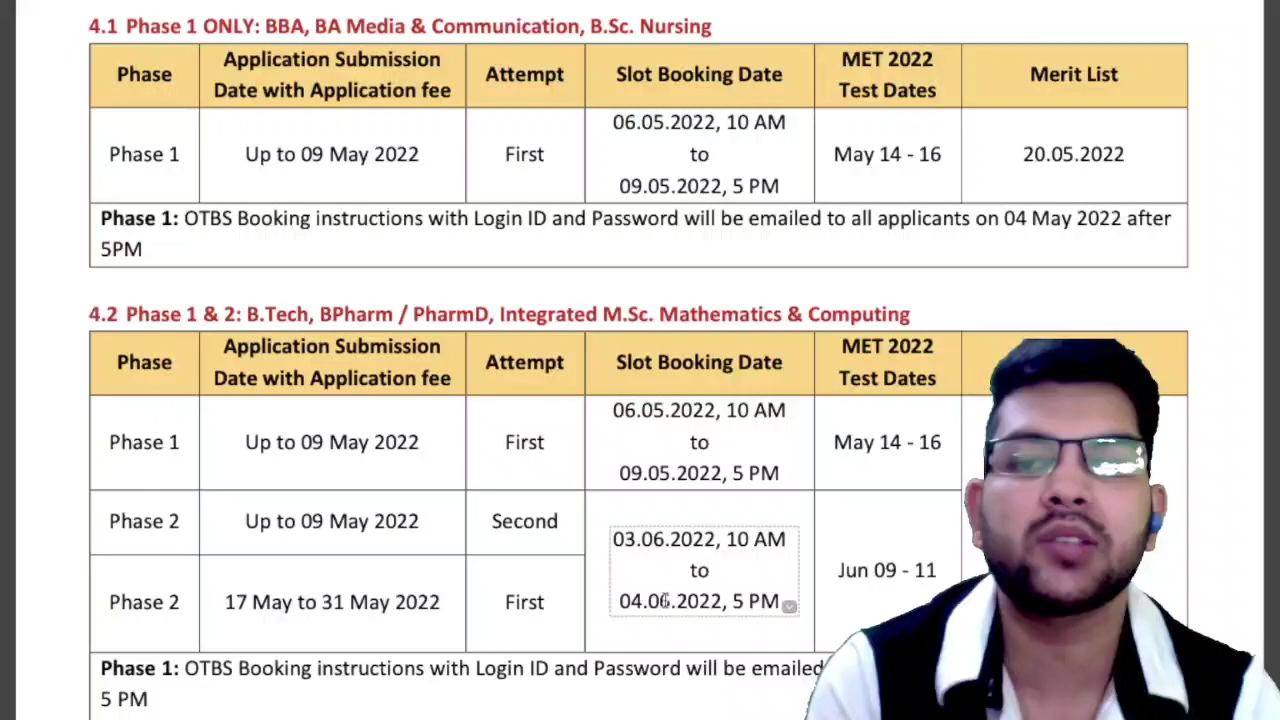 4.1 Phase 1 ONLY: BBA, BA Media & Communication, B.Sc. Nursing
Phase
Application Submission
Date with Application fee
Attempt
Slot Booking Date
MET 2022
Test Dates
Merit List
Phase 1
Up to 09 May 2022
First
06.05.2022, 10 AM
to
09.05.2022, 5 PM
May 14 - 16
20.05.2022
Phase 1: OTBS Booking instructions with Login ID and Password will be emailed to all applicants on 04 May 2022 after
5PM
4.2 Phase 1 & 2: B.Tech, BPharm / PharmD, Integrated M.Sc. Mathematics & Computing
Phase
Application Submission
Date with Application fee
Attempt
Slot Booking Date
MET 2022
Test Dates
Phase 1
Up to 09 May 2022
First
06.05.2022, 10 AM
to
09.05.2022, 5 PM
May 14 - 16
Phase 2
Up to 09 May 2022
Second
03.06.2022, 10 AM
to
04.06.2022, 5 PM
Jun 09 - 11
Phase 2
17 May to 31 May 2022
First
Phase 1: OTBS Booking instructions with Login ID and Password will be emailed
5 PM